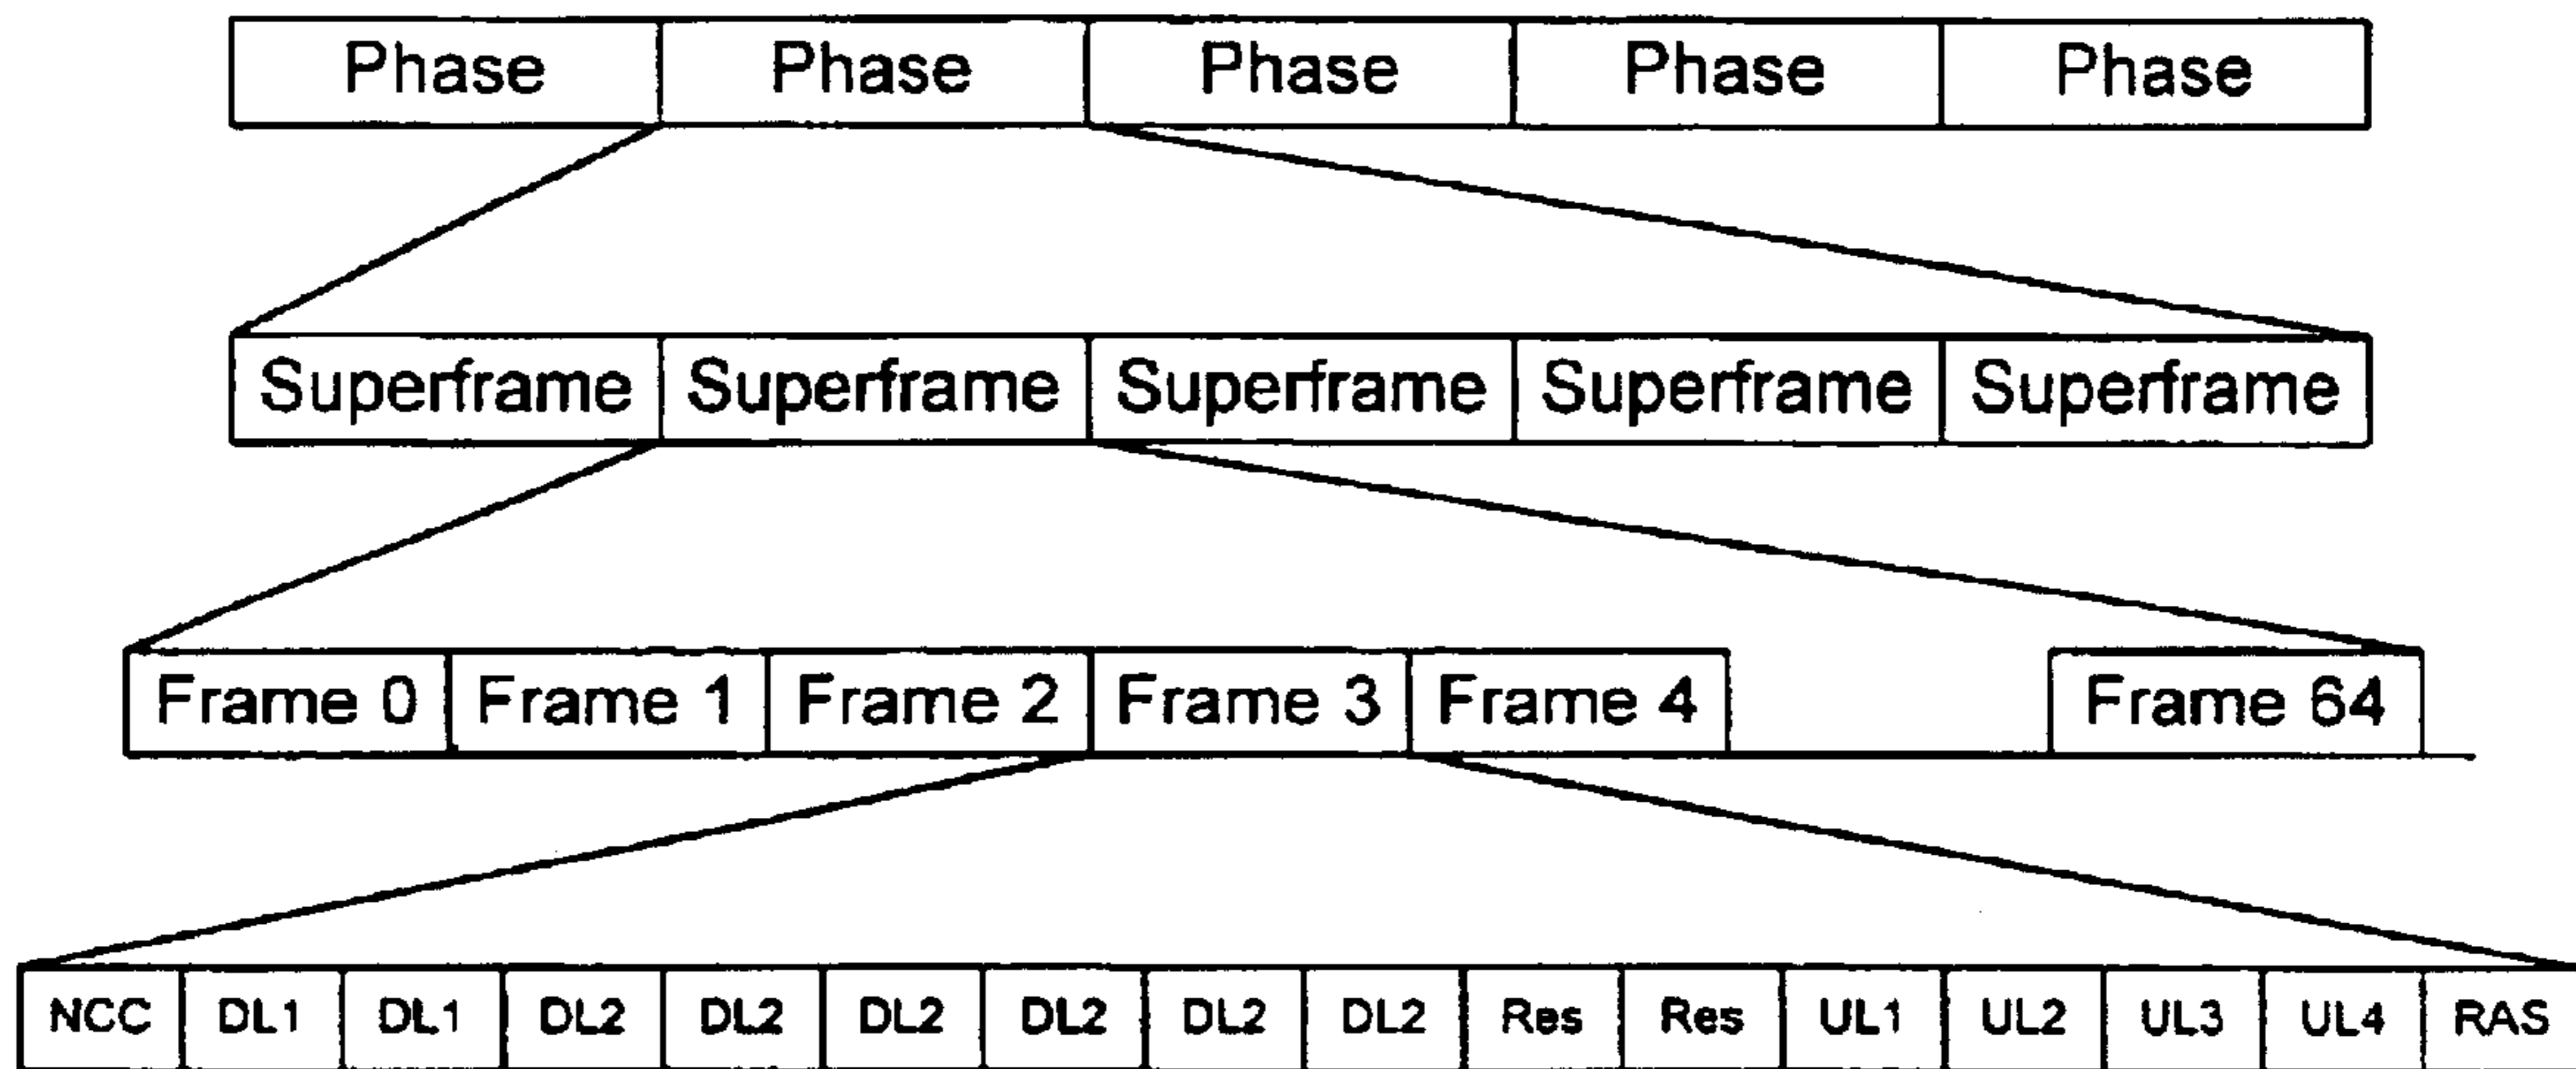 Phase Phase Phase Phase Phase
Superframe Superframe Superframe Superframe Superframe
Frame 0 Frame 1 Frame 2 Frame 3 Frame 4 Frame 64
NCC DL1 DL1 DL2 DL2 DL2 DL2 DL2 DL2 Res Res UL1 UL2 UL3 UL4 RAS